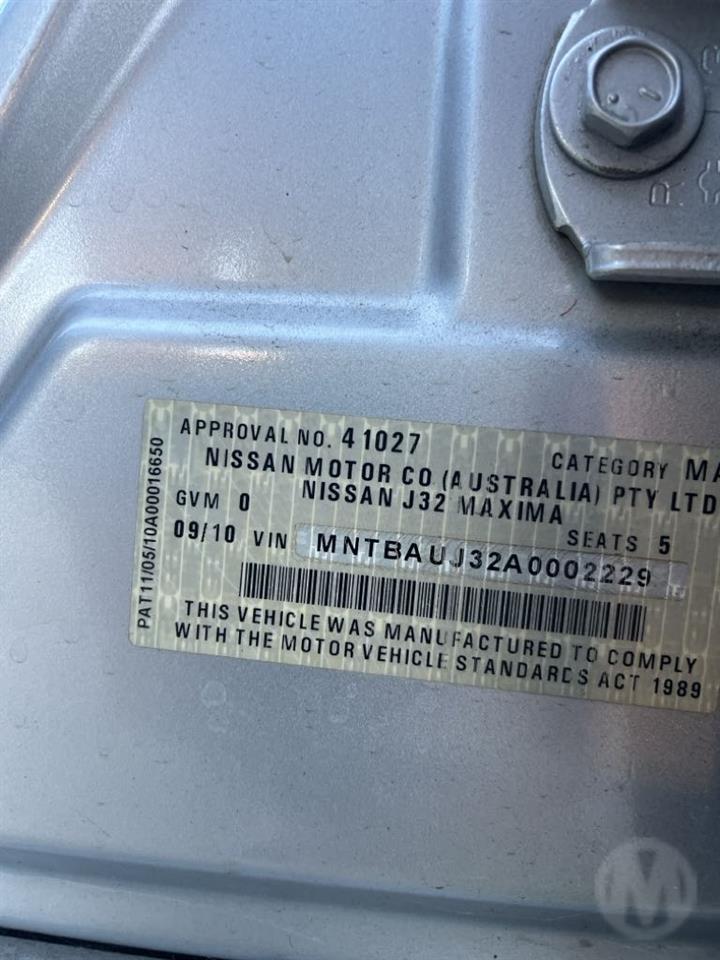 APPROVAL NO. 41027 CATEGORY MA
NISSAN MOTOR CO (AUSTRALIA) PTY LTD
GVM 0 NISSAN J32 MAXIMA
09/10 VIN MNTBAUJ32A0002229 SEATS 5
THIS VEHICLE WAS MANUFACTURED TO COMPLY
WITH THE MOTOR VEHICLE STANDARDS ACT 1989
PAT11/05/10A00016650
R
M